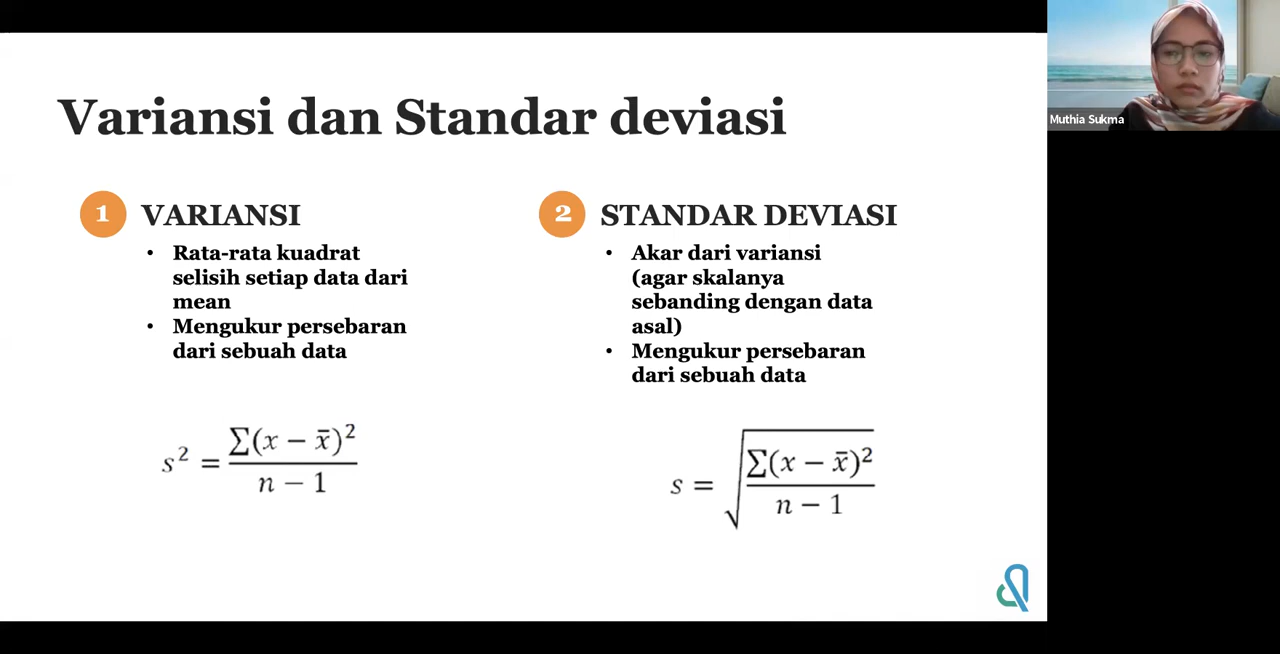 Variansi dan Standar deviasi
1 VARIANSI
• Rata-rata kuadrat
selisih setiap data dari
mean
• Mengukur persebaran
dari sebuah data
s² = ∑(x − x̄)² / n − 1
2 STANDAR DEVIASI
• Akar dari variansi
(agar skalanya
sebanding dengan data
asal)
• Mengukur persebaran
dari sebuah data
s = √(∑(x − x̄)² / n − 1)
Muthia Sukma